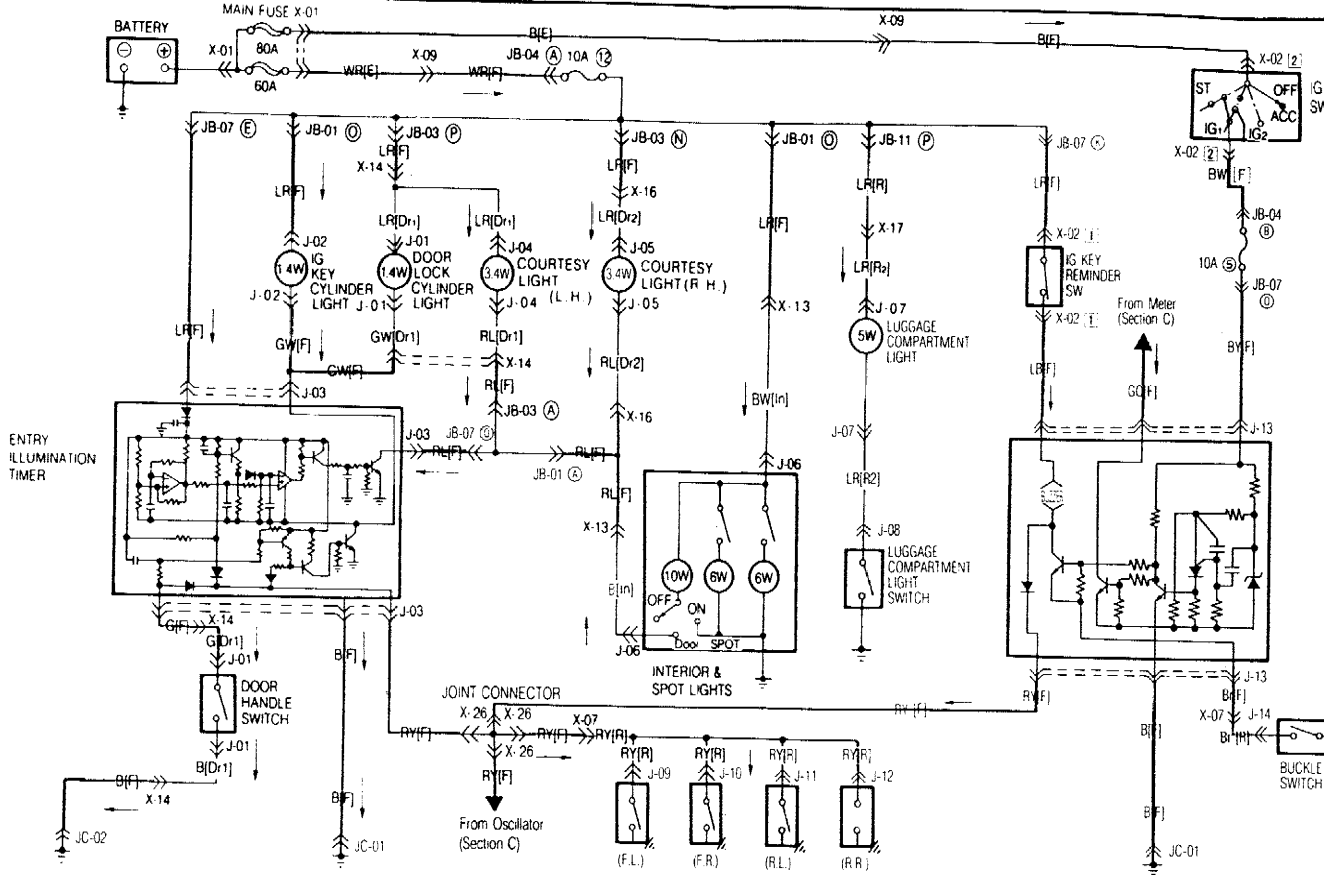 MAIN FUSE X-01
BATTERY
80A
60A
X-01
X-09
B[E]
WR[E]
X-09
WR[F]
JB-04 (A) 10A (12)
X-02 [2]
ST
OFF
ACC
IG1
IG2
IG
SW
X-02 [2]
BW [F]
JB-04
(B)
10A (5)
JB-07
JB-07 (E)
JB-01 (O)
JB-03 (P)
JB-03 (N)
JB-01 (O)
JB-11 (P)
JB-07
LR[F]
X-14
LR[F]
X-16
LR[R]
LR[F]
LR[F]
LR[F]
LR[Dr1]
LR[Dr1]
LR[Dr2]
X-17
LR[R2]
J-02
J-01
J-04
J-05
X-02 [1]
1.4W
IG
KEY
CYLINDER
LIGHT
1.4W
DOOR
LOCK
CYLINDER
LIGHT
3.4W
COURTESY
LIGHT
(L.H.)
3.4W
COURTESY
LIGHT (R.H.)
IG KEY
REMINDER
SW
J-02
J-01
J-04
J-05
X-13
J-07
5W
LUGGAGE
COMPARTMENT
LIGHT
X-02 [1]
From Meter
(Section C)
LR[F]
GW[F]
GW[Dr1]
RL[Dr1]
X-14
RL[Dr2]
GW[F]
RL[F]
BW[In]
GO[F]
BY[F]
J-03
JB-03 (A)
X-16
J-07
J-13
ENTRY
ILLUMINATION
TIMER
J-03
JB-07
RL[F]
JB-01 (A)
RL[F]
RL[F]
X-13
J-06
LR[R2]
J-08
LUGGAGE
COMPARTMENT
LIGHT
SWITCH
10W
6W
6W
OFF
ON
B[In]
J-06
Door
SPOT
INTERIOR &
SPOT LIGHTS
J-03
G[F]
X-14
G[Dr1]
J-01
B[F]
DOOR
HANDLE
SWITCH
J-01
B[Dr1]
B[F]
X-14
B[F]
JC-02
JC-01
JOINT CONNECTOR
X-26
X-26
X-07
RY[F]
RY[F]
RY[R]
X-26
RY[F]
From Oscillator
(Section C)
RY [F]
RY[R]
RY[R]
RY[R]
RY[R]
J-09
J-10
J-11
J-12
(F.L.)
(F.R.)
(R.L.)
(R.R.)
J-13
RY[F]
Br[F]
X-07
J-14
Br[R]
B[F]
BUCKLE
SWITCH
B[F]
JC-01